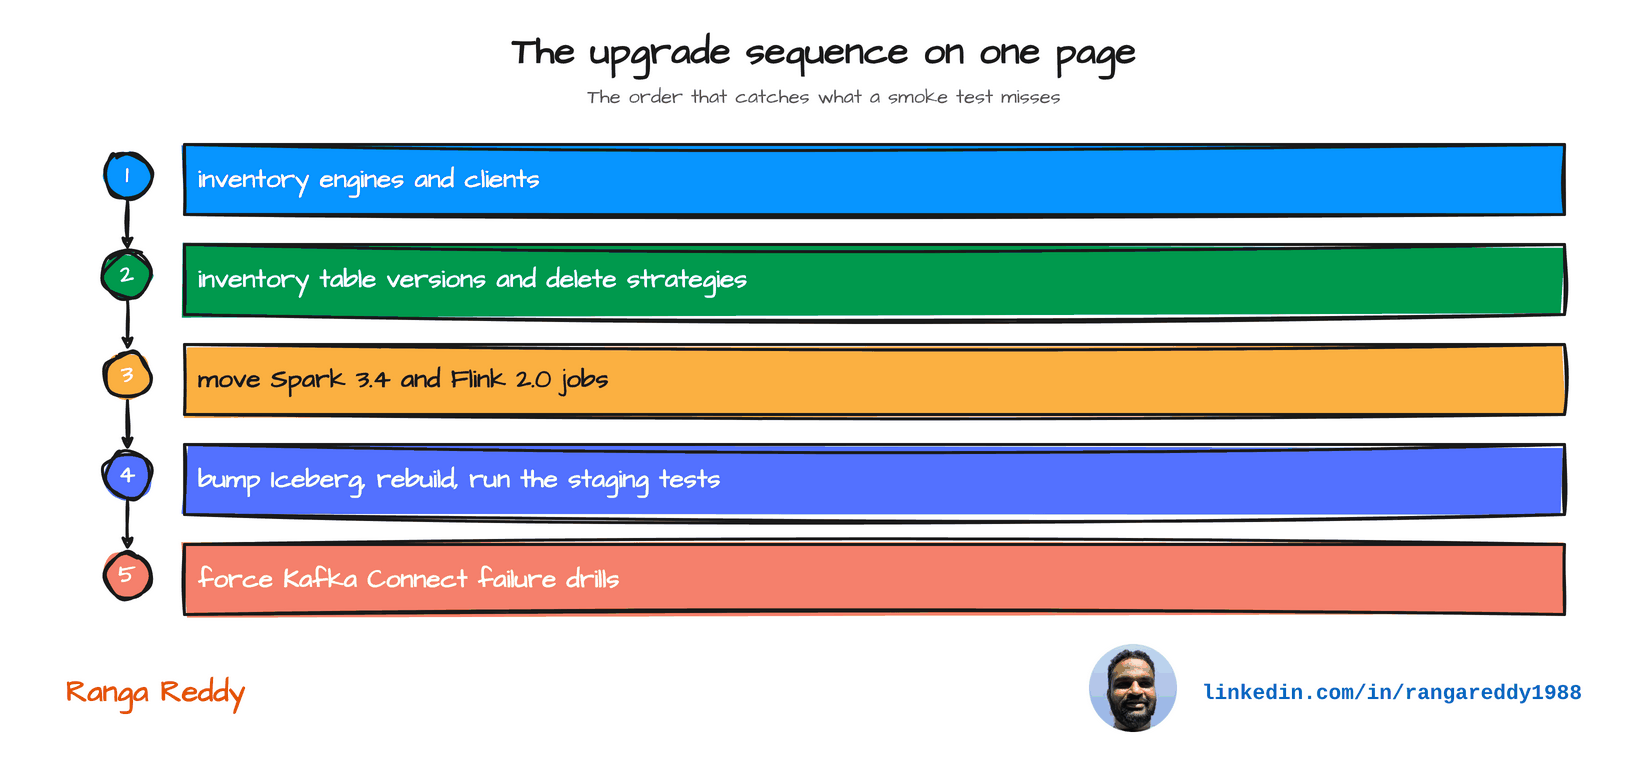 The upgrade sequence on one page
The order that catches what a smoke test misses
1
inventory engines and clients
2
inventory table versions and delete strategies
3
move Spark 3.4 and Flink 2.0 jobs
4
bump Iceberg, rebuild, run the staging tests
5
force Kafka Connect failure drills
Ranga Reddy
linkedin.com/in/rangareddy1988